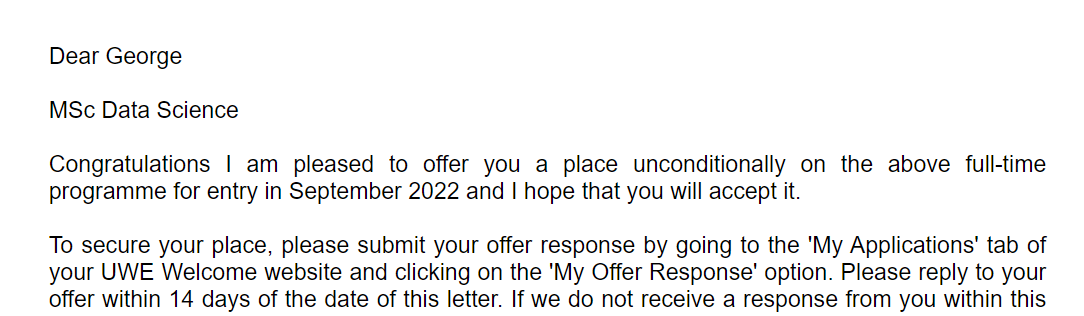 Dear George
MSc Data Science
Congratulations I am pleased to offer you a place unconditionally on the above full-time
programme for entry in September 2022 and I hope that you will accept it.
To secure your place, please submit your offer response by going to the 'My Applications' tab of
your UWE Welcome website and clicking on the 'My Offer Response' option. Please reply to your
offer within 14 days of the date of this letter. If we do not receive a response from you within this